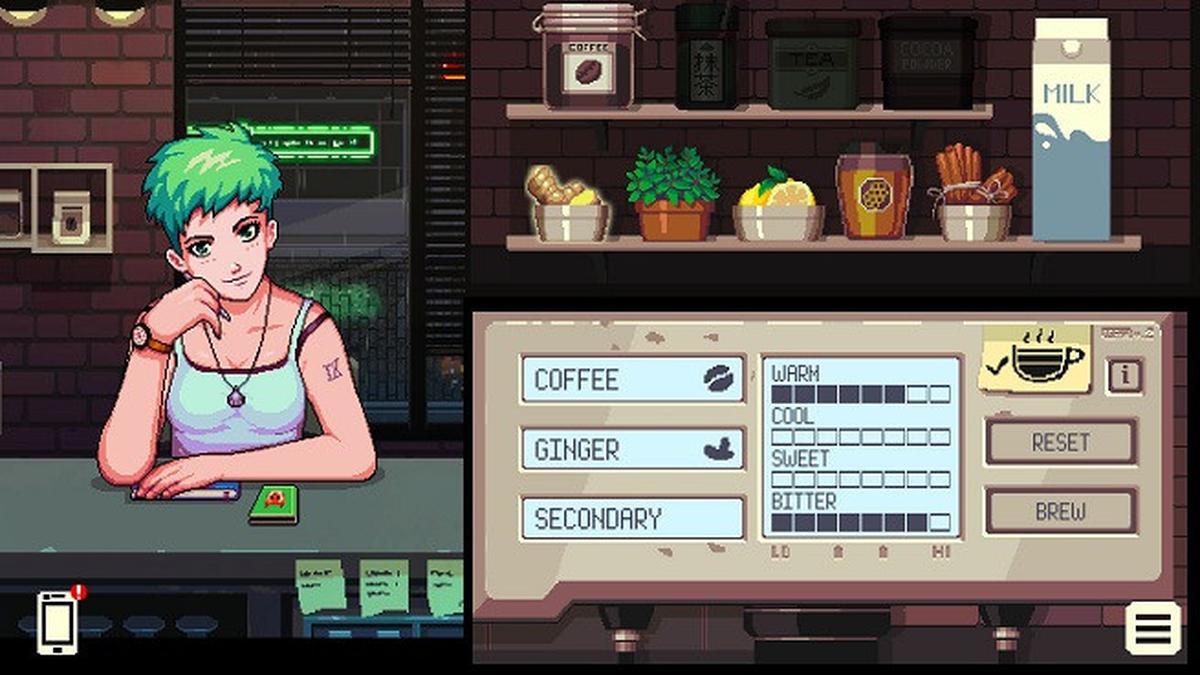 COFFEE
抹
茶
TEA
COCOA
POWDER
MILK
COFFEE
GINGER
SECONDARY
WARM
COOL
SWEET
BITTER
LO
HI
i
RESET
BREW
!